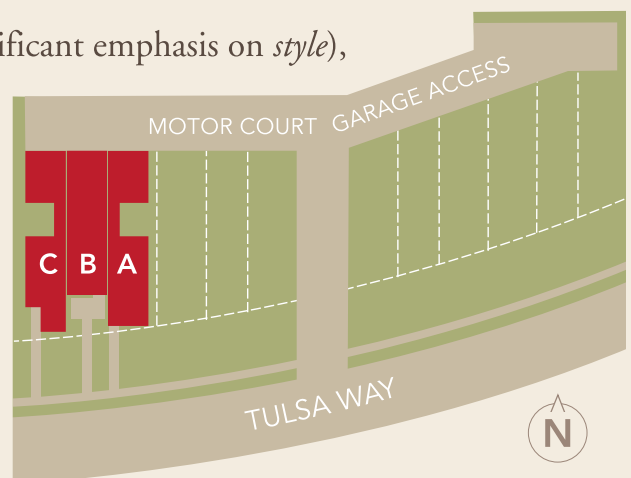 ificant emphasis on style),
MOTOR COURT GARAGE ACCESS
C B A
TULSA WAY
N